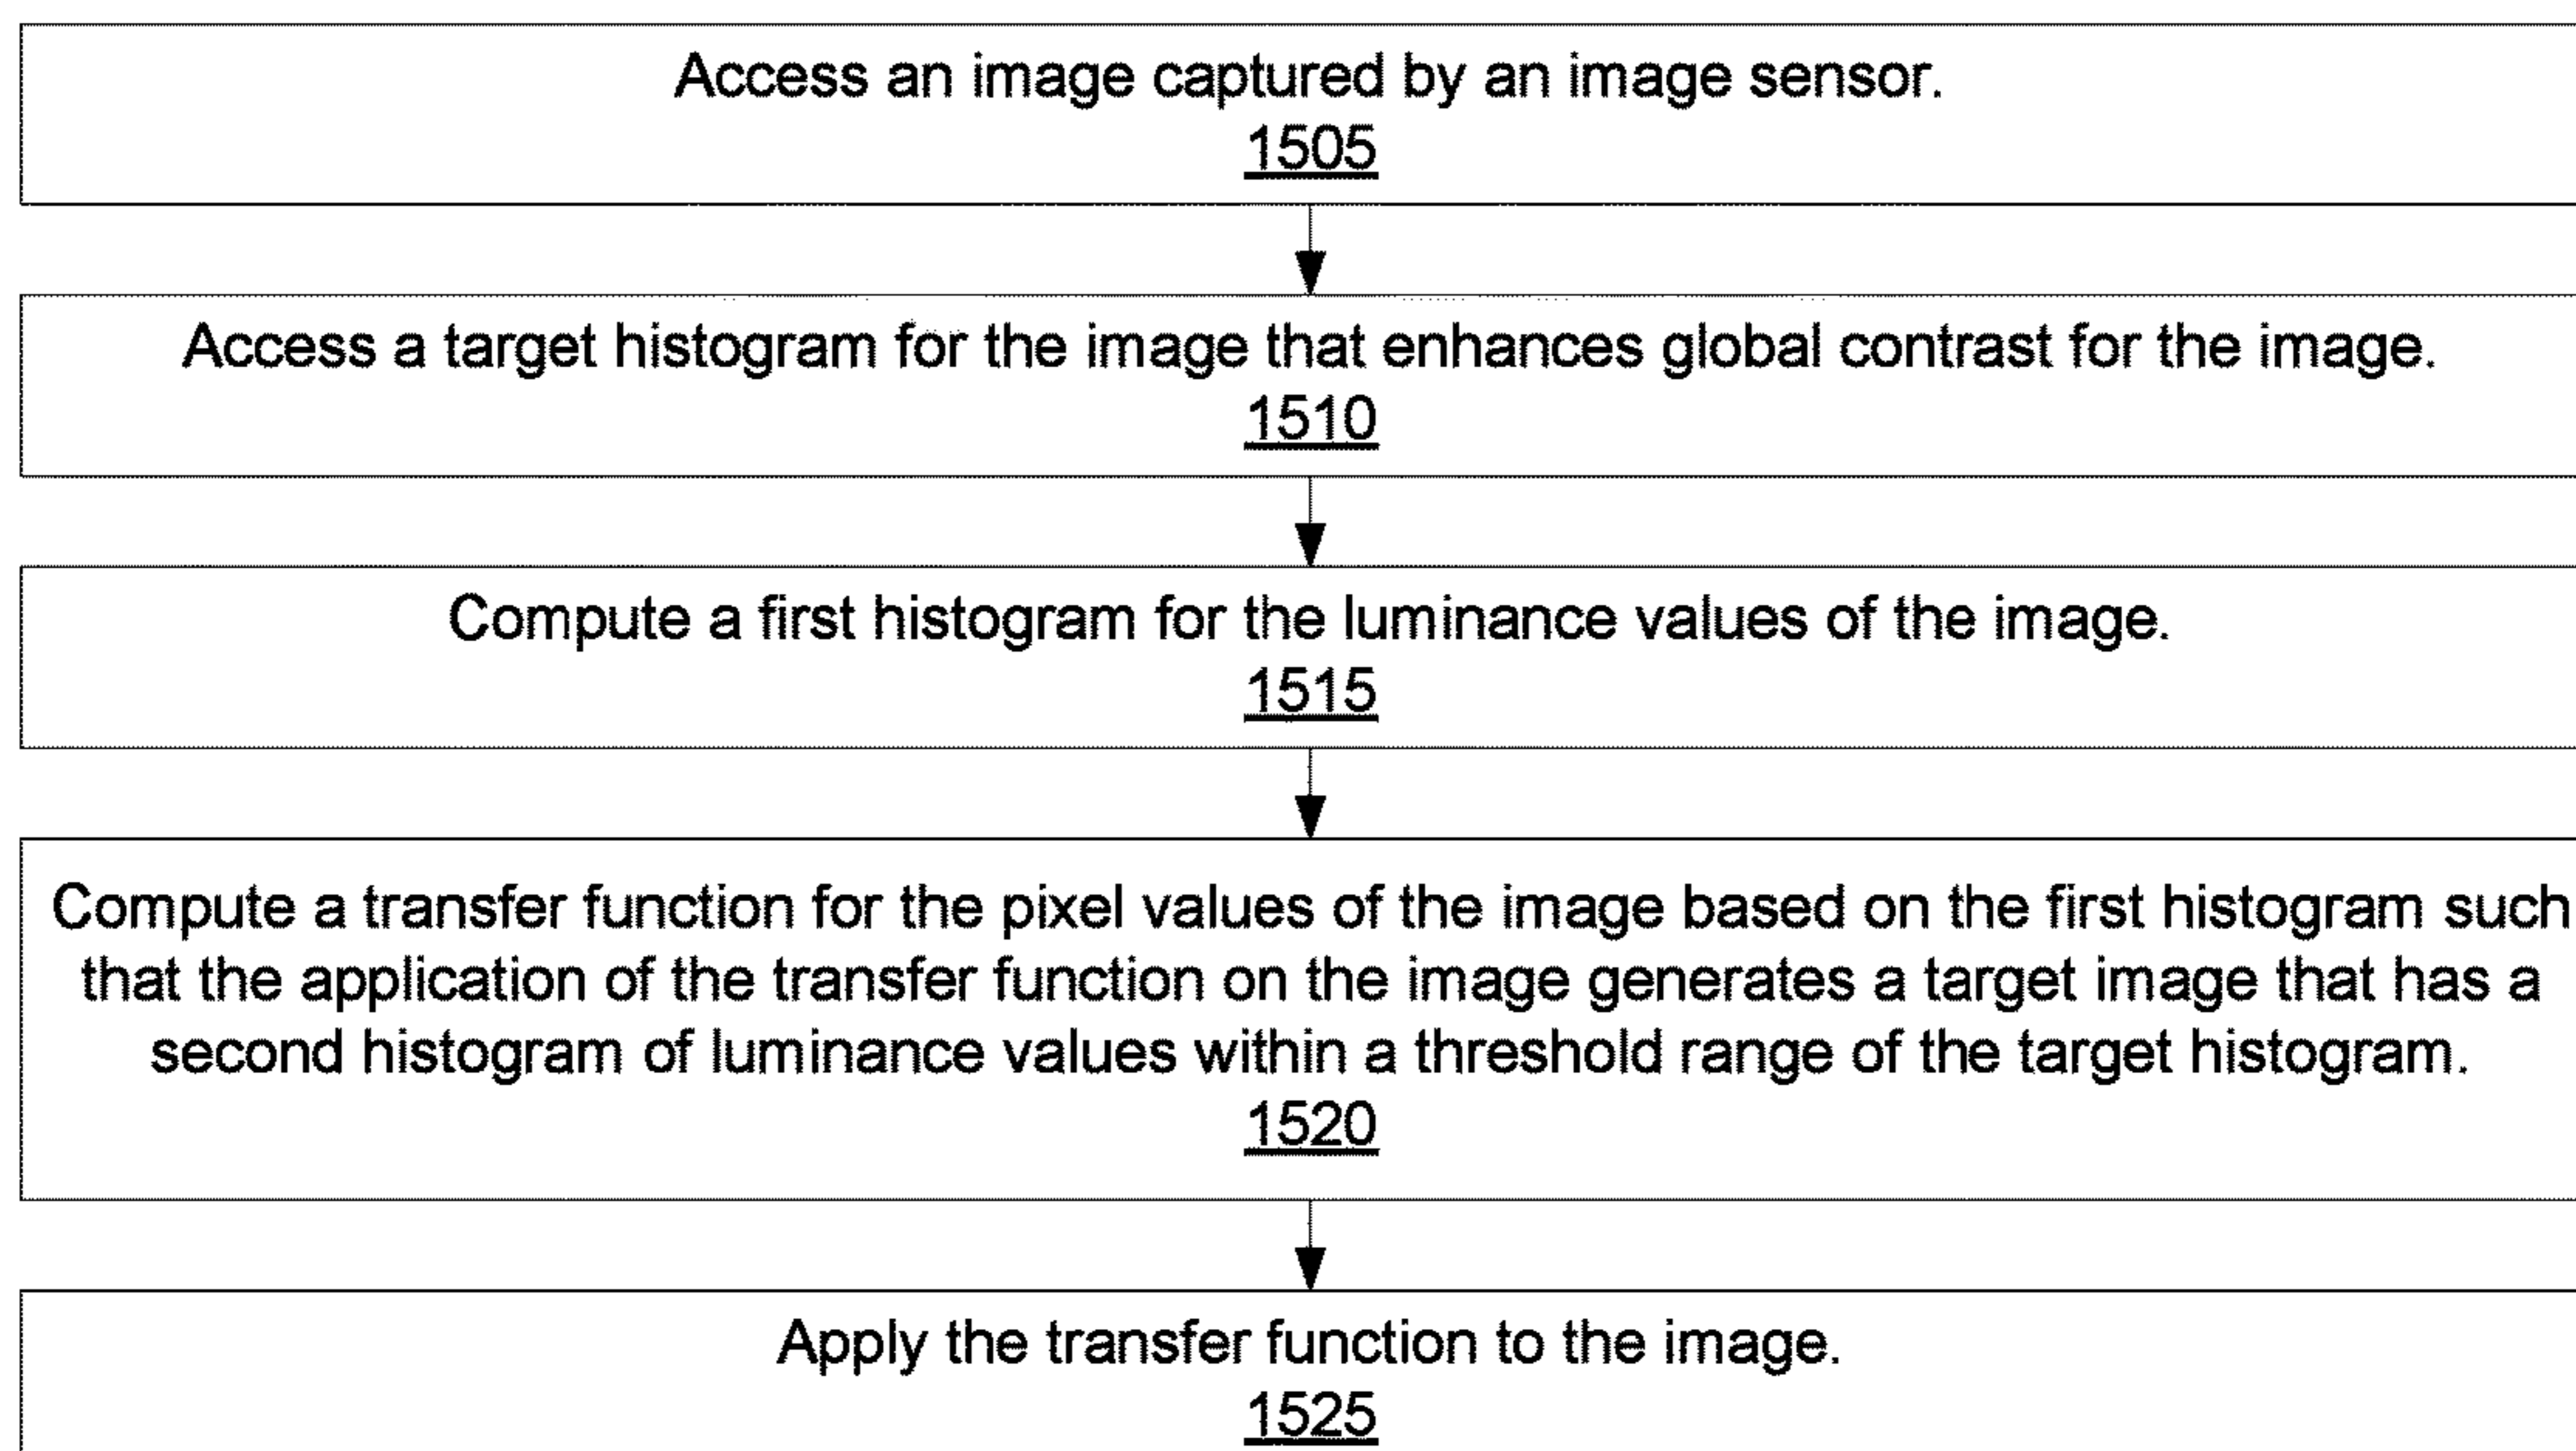 Access an image captured by an image sensor.
1505
Access a target histogram for the image that enhances global contrast for the image.
1510
Compute a first histogram for the luminance values of the image.
1515
Compute a transfer function for the pixel values of the image based on the first histogram such
that the application of the transfer function on the image generates a target image that has a
second histogram of luminance values within a threshold range of the target histogram.
1520
Apply the transfer function to the image.
1525